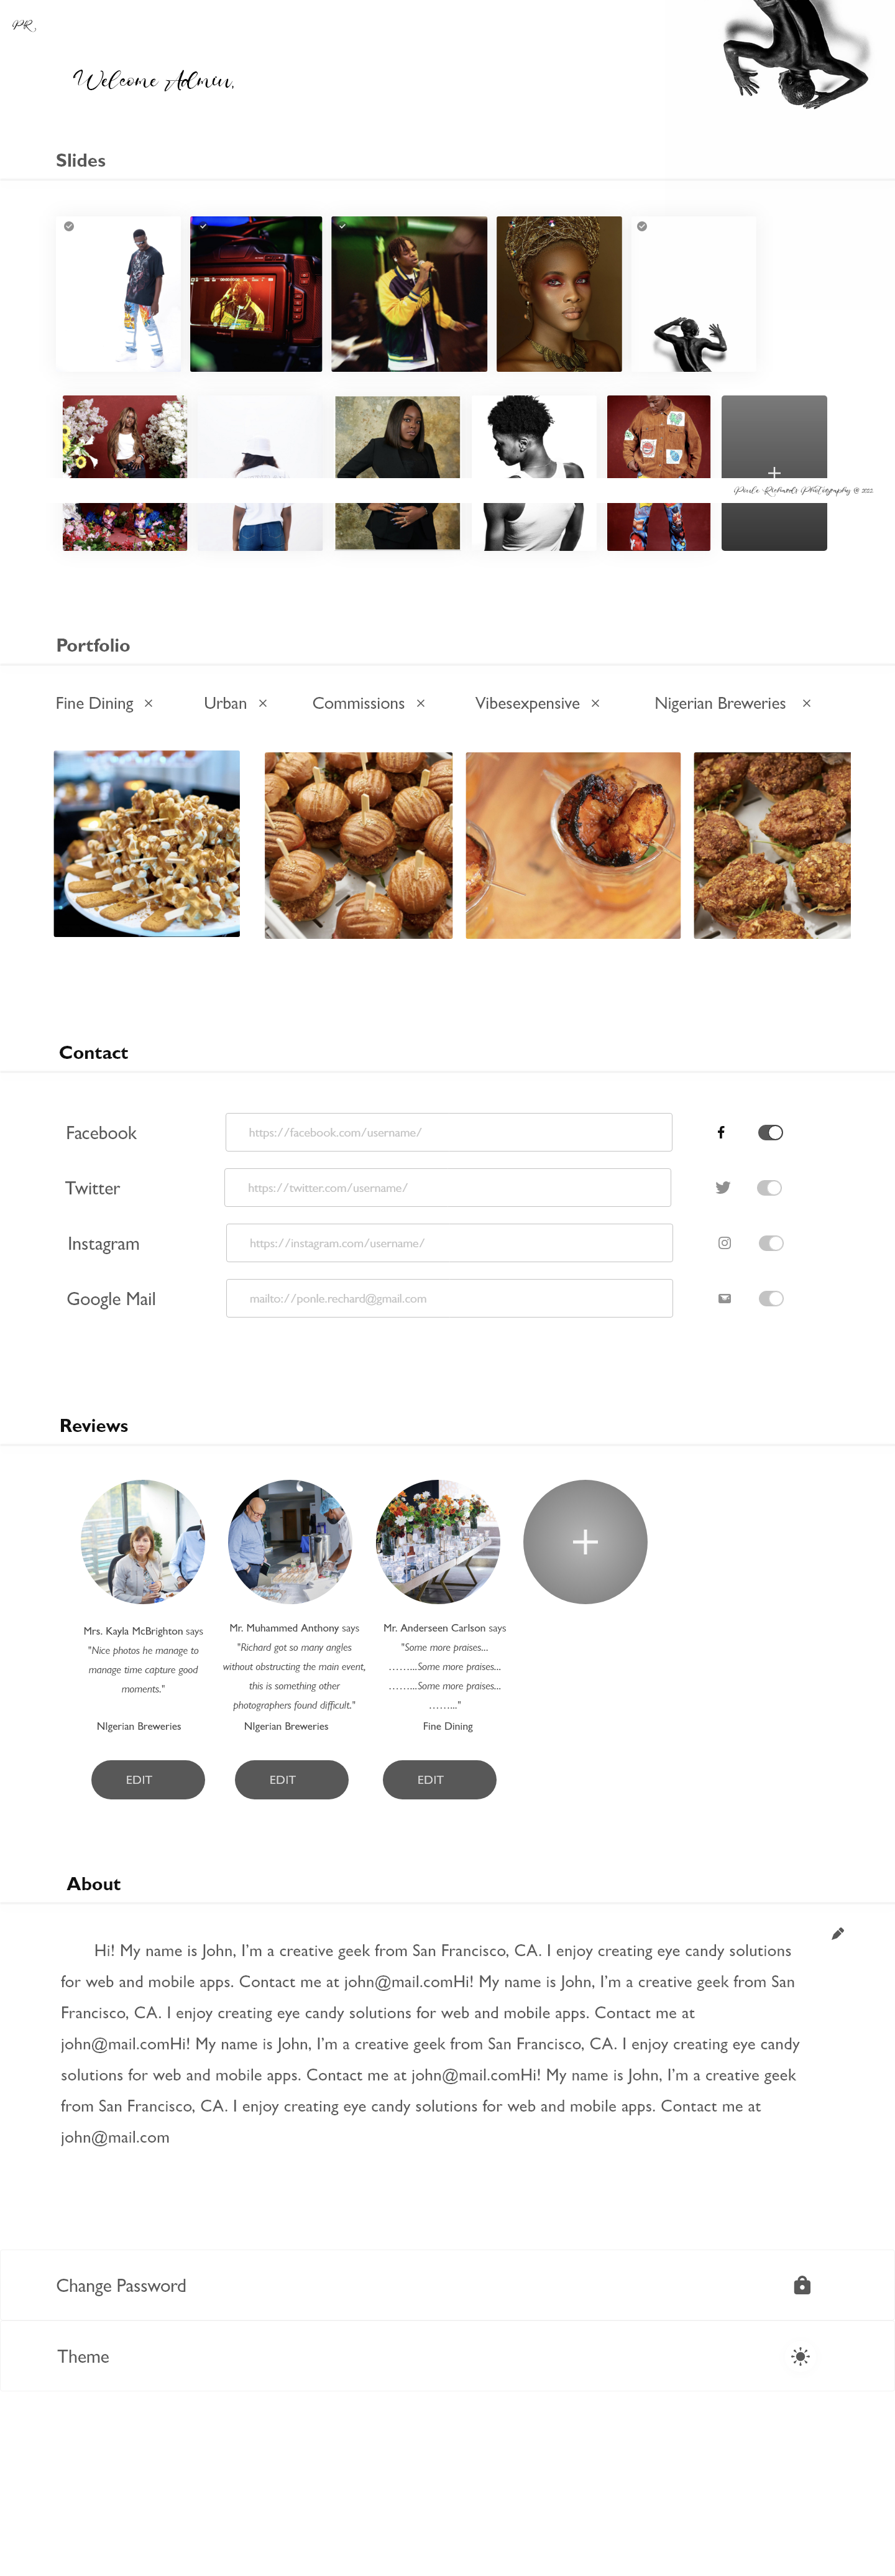 PR
Welcome Admin,
Slides
Portfolio
Fine Dining × Urban × Commissions × Vibesexpensive × Nigerian Breweries ×
Contact
Facebook https://facebook.com/username/
Twitter https://twitter.com/username/
Instagram https://instagram.com/username/
Google Mail mailto://ponle.rechard@gmail.com
Reviews
Mrs. Kayla McBrighton says
"Nice photos he manage to
manage time capture good
moments."
NIgerian Breweries
EDIT
Mr. Muhammed Anthony says
"Richard got so many angles
without obstructing the main event,
this is something other
photographers found difficult."
NIgerian Breweries
EDIT
Mr. Anderseen Carlson says
"Some more praises...
……...Some more praises...
……...Some more praises...
……..."
Fine Dining
EDIT
About
Hi! My name is John, I’m a creative geek from San Francisco, CA. I enjoy creating eye candy solutions
for web and mobile apps. Contact me at john@mail.comHi! My name is John, I’m a creative geek from San
Francisco, CA. I enjoy creating eye candy solutions for web and mobile apps. Contact me at
john@mail.comHi! My name is John, I’m a creative geek from San Francisco, CA. I enjoy creating eye candy
solutions for web and mobile apps. Contact me at john@mail.comHi! My name is John, I’m a creative geek
from San Francisco, CA. I enjoy creating eye candy solutions for web and mobile apps. Contact me at
john@mail.com
Change Password
Theme